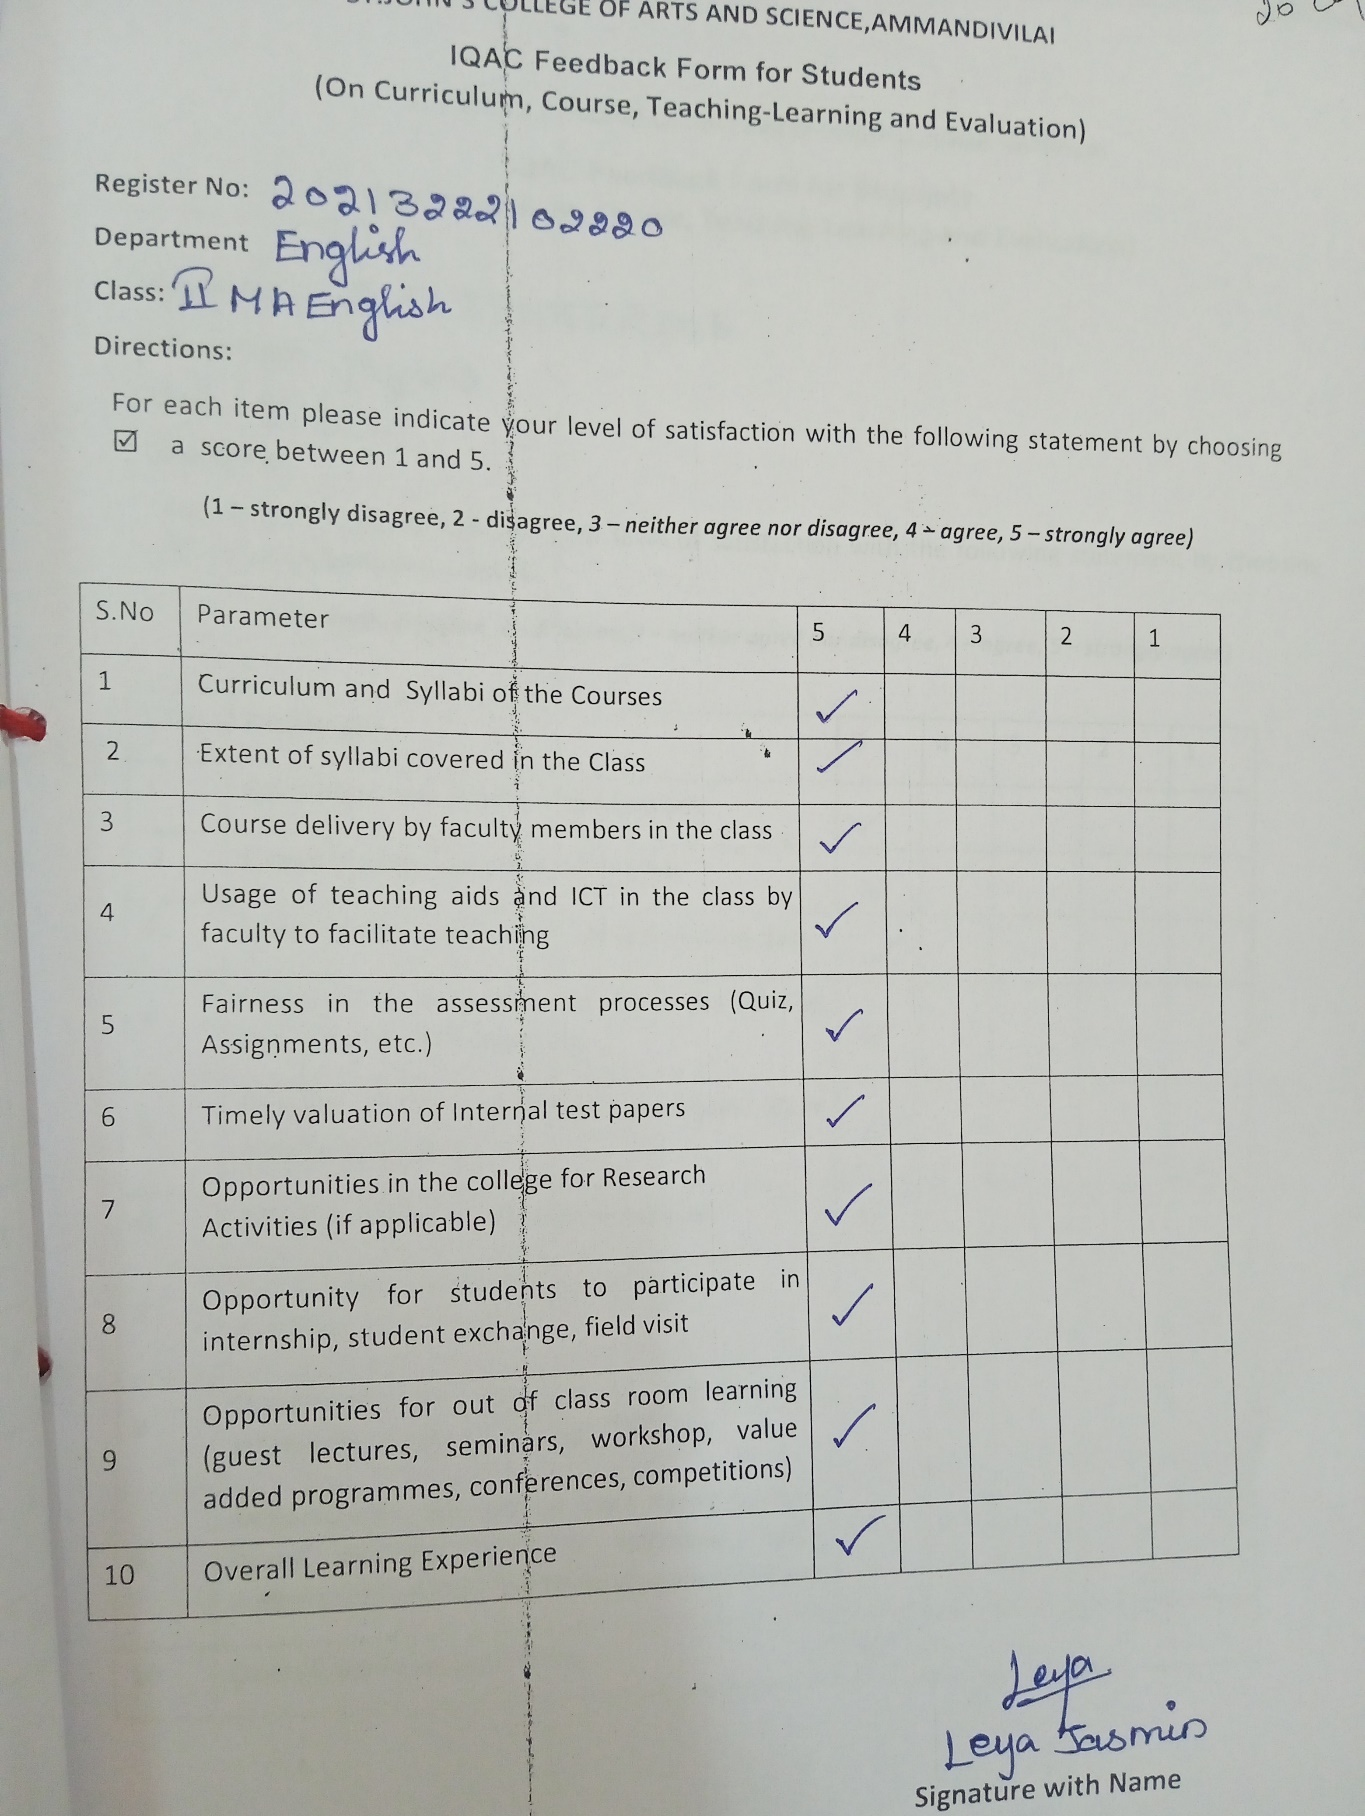 COLLEGE OF ARTS AND SCIENCE,AMMANDIVILAI
20
IQAC Feedback Form for Students
(On Curriculum, Course, Teaching-Learning and Evaluation)
Register No: 20213222102220
Department English
Class: II MA English
Directions:
For each item please indicate your level of satisfaction with the following statement by choosing
☑ a score between 1 and 5.
(1 – strongly disagree, 2 - disagree, 3 – neither agree nor disagree, 4 – agree, 5 – strongly agree)
S.No Parameter 5 4 3 2 1
1 Curriculum and Syllabi of the Courses ✓
2 Extent of syllabi covered in the Class ✓
3 Course delivery by faculty members in the class ✓
4 Usage of teaching aids and ICT in the class by
faculty to facilitate teaching ✓
5 Fairness in the assessment processes (Quiz,
Assignments, etc.) ✓
6 Timely valuation of Internal test papers ✓
7 Opportunities in the college for Research
Activities (if applicable) ✓
8 Opportunity for students to participate in
internship, student exchange, field visit ✓
9 Opportunities for out of class room learning
(guest lectures, seminars, workshop, value
added programmes, conferences, competitions) ✓
10 Overall Learning Experience ✓
Leya
Leya Jasmin
Signature with Name